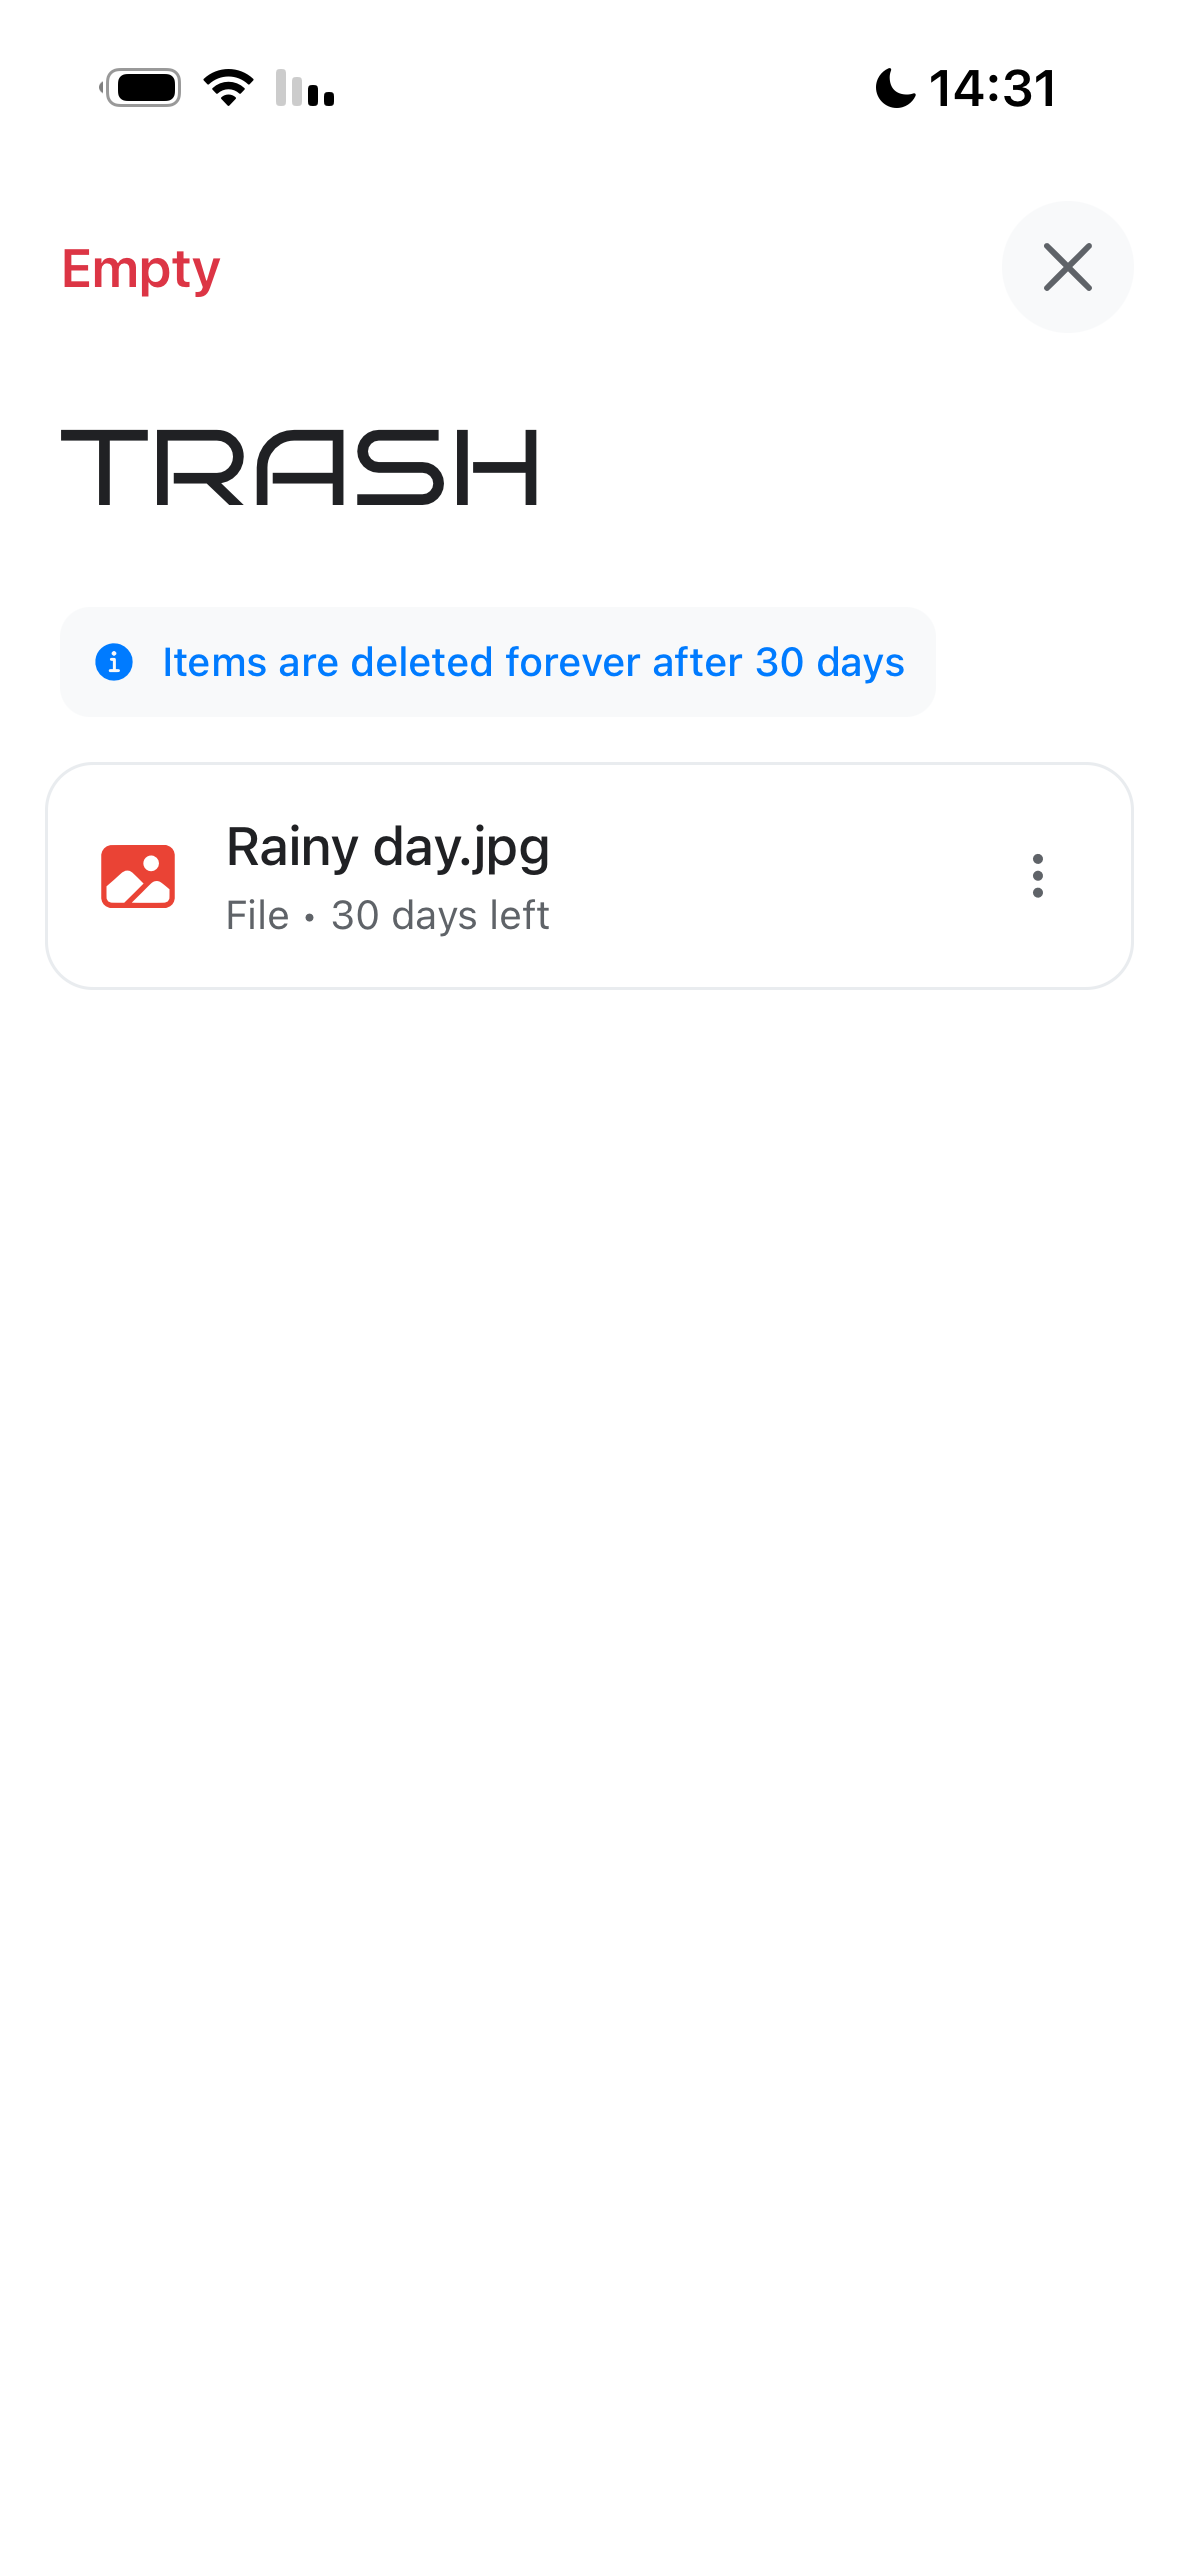 14:31
Empty
TRASH
Items are deleted forever after 30 days
Rainy day.jpg
File • 30 days left